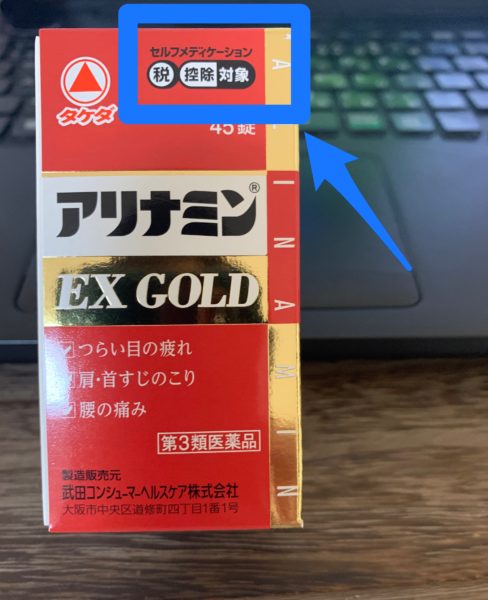 セルフメディケーション
税 控除 対象
タケダ
45錠
アリナミン®
EX GOLD
つらい目の疲れ
肩・首すじのこり
腰の痛み
第3類医薬品
製造販売元
武田コンシューマーヘルスケア株式会社
大阪市中央区道修町四丁目1番1号
A L I N A M I N